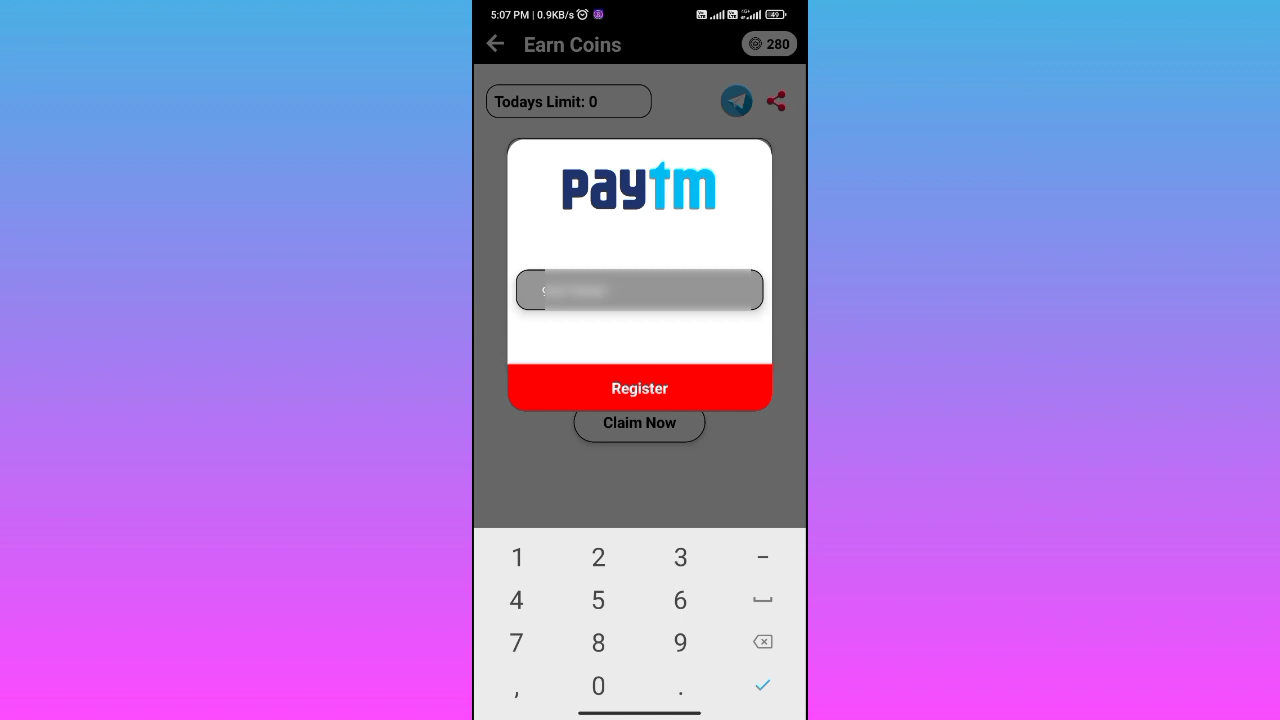 5:07 PM | 0.9KB/s
49
Earn Coins
280
Todays Limit: 0
paytm
Register
Claim Now
1 2 3 -
4 5 6
7 8 9
, 0 .